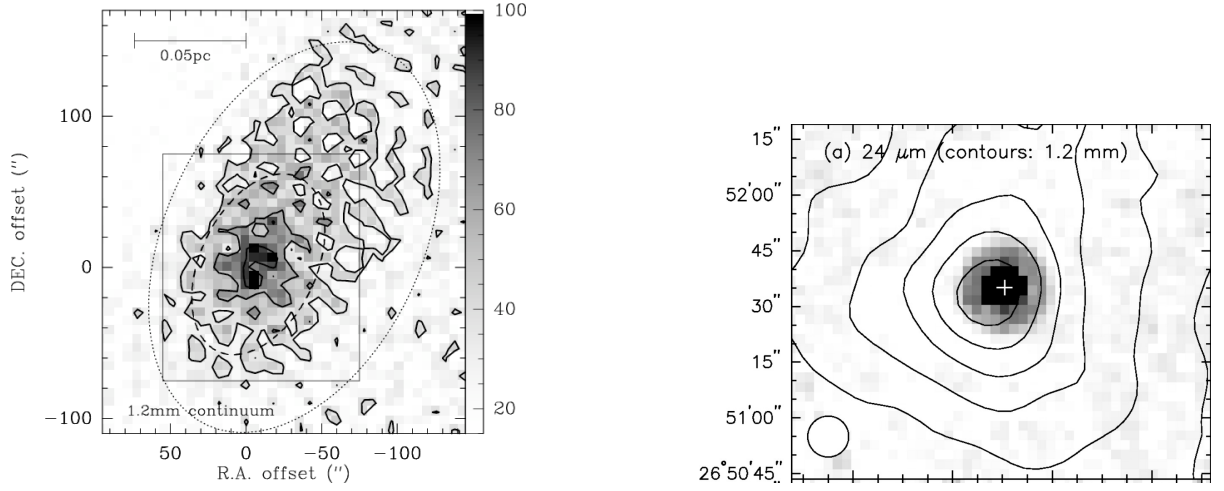 100
80
60
40
20
0.05pc
100
0
−100
DEC. offset (")
1.2mm continuum
50 0 −50 −100
R.A. offset (")
(a) 24 μm (contours: 1.2 mm)
15"
52'00"
45"
30"
15"
51'00"
26°50'45"